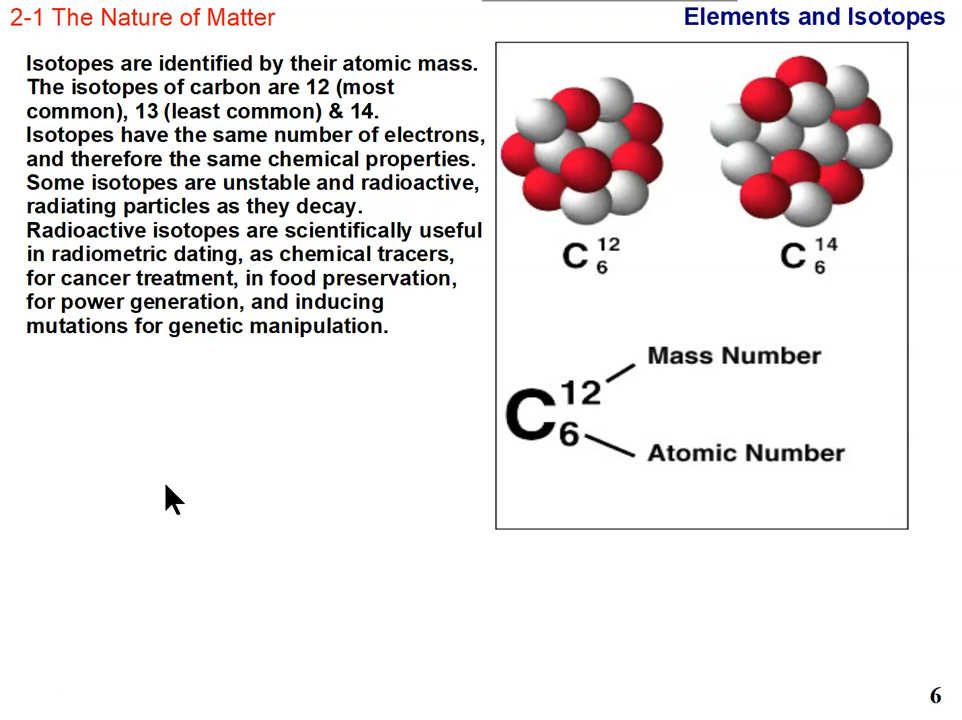 2-1 The Nature of Matter
Elements and Isotopes
Isotopes are identified by their atomic mass.
The isotopes of carbon are 12 (most
common), 13 (least common) & 14.
Isotopes have the same number of electrons,
and therefore the same chemical properties.
Some isotopes are unstable and radioactive,
radiating particles as they decay.
Radioactive isotopes are scientifically useful
in radiometric dating, as chemical tracers,
for cancer treatment, in food preservation,
for power generation, and inducing
mutations for genetic manipulation.
C 12 6
C 14 6
Mass Number
C 12 6
Atomic Number
6